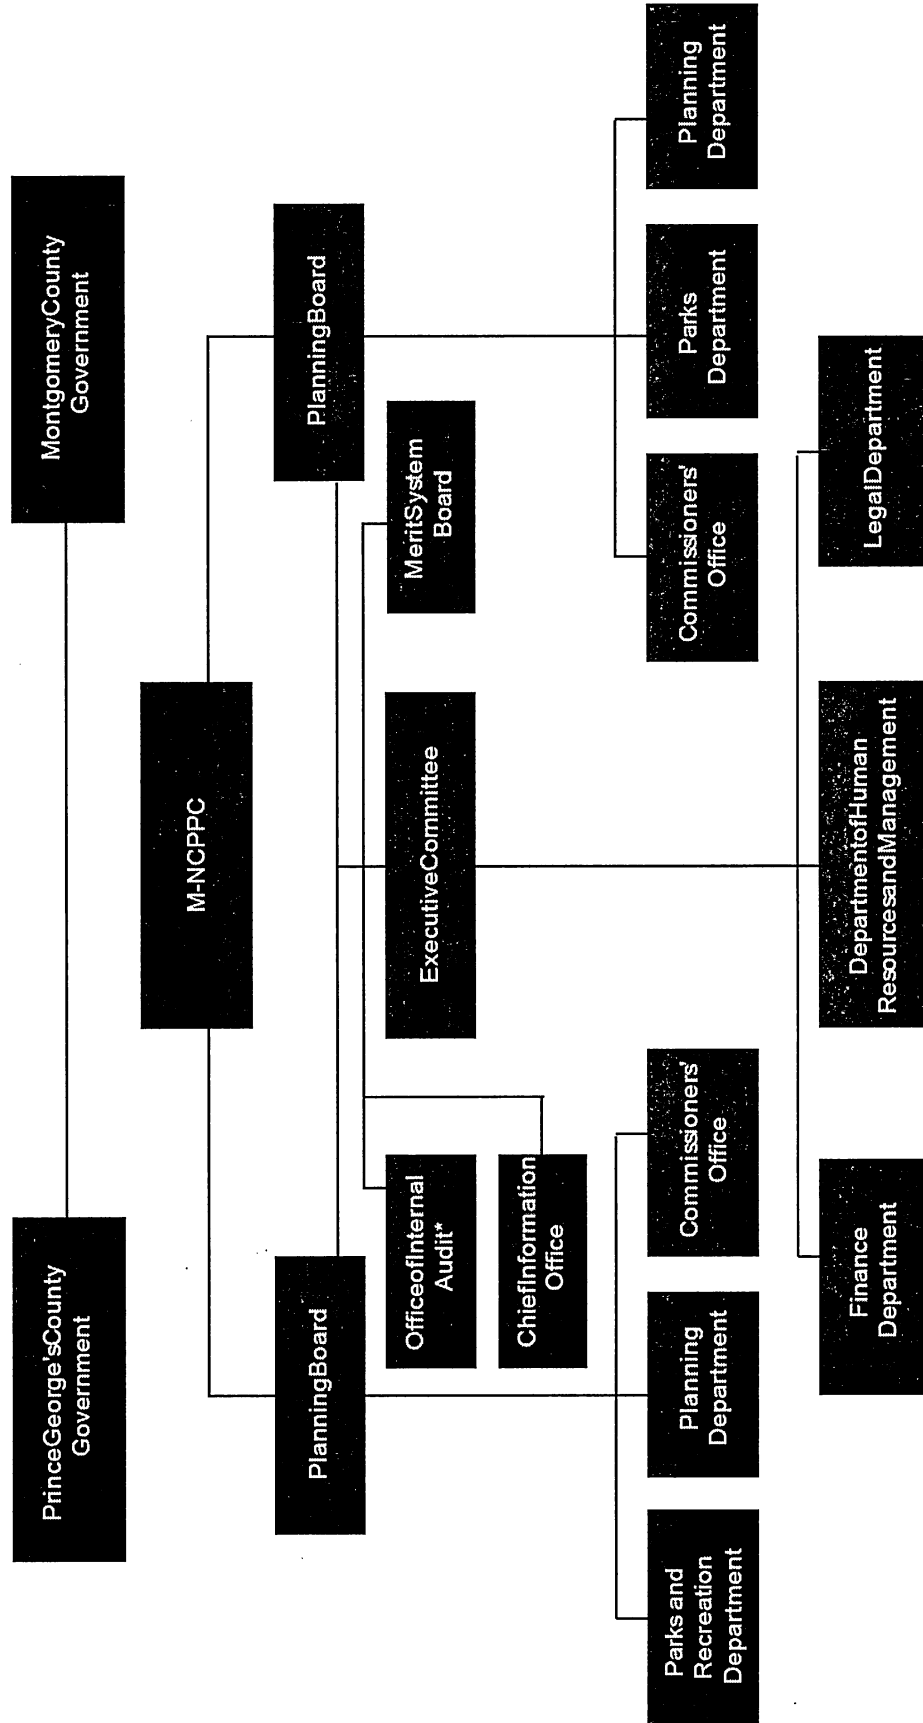 PrinceGeorge'sCounty
Government
MontgomeryCounty
Government
M-NCPPC
PlanningBoard
PlanningBoard
OfficeofInternal
Audit*
ExecutiveCommittee
MeritSystem
Board
ChiefInformation
Office
Parks and
Recreation
Department
Planning
Department
Commissioners'
Office
Commissioners'
Office
Parks
Department
Planning
Department
Finance
Department
DepartmentofHuman
ResourcesandManagement
LegalDepartment